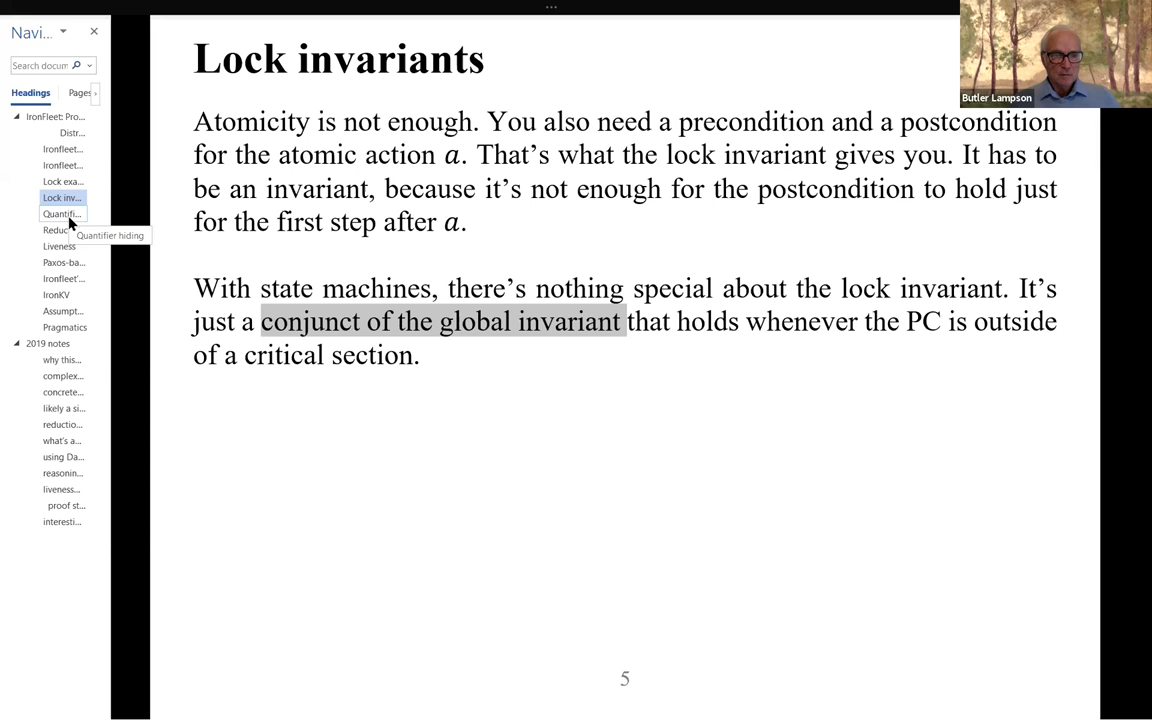 Navi...
Search docum
Headings
Pages
IronFleet: Pro...
Distr...
Ironfleet...
Ironfleet...
Lock exa...
Lock inv...
Quantifi...
Reduc
Quantifier hiding
Liveness
Paxos-ba...
Ironfleet'...
IronKV
Assumpt...
Pragmatics
2019 notes
why this...
complex...
concrete...
likely a si...
reductio...
what's a...
using Da...
reasonin...
liveness...
proof st...
interesti...
Lock invariants
Atomicity is not enough. You also need a precondition and a postcondition
for the atomic action a. That's what the lock invariant gives you. It has to
be an invariant, because it's not enough for the postcondition to hold just
for the first step after a.
With state machines, there's nothing special about the lock invariant. It's
just a conjunct of the global invariant that holds whenever the PC is outside
of a critical section.
5
Butler Lampson